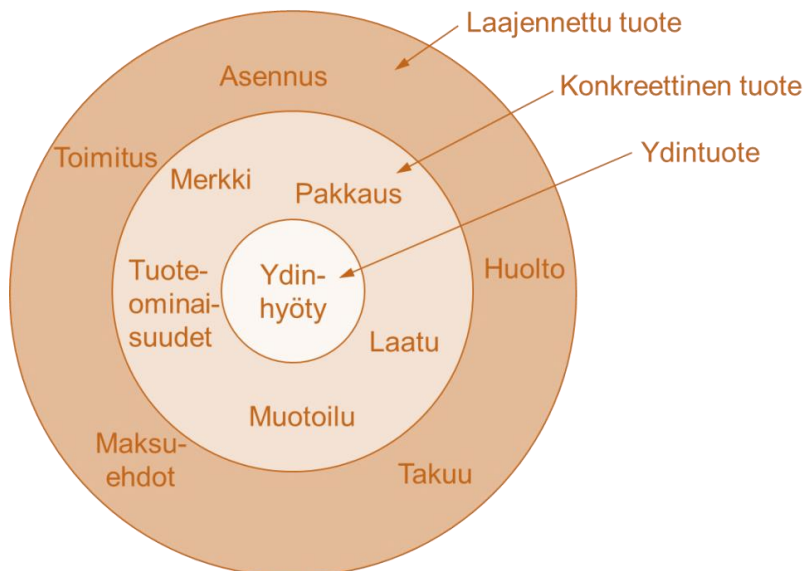 Laajennettu tuote
Asennus
Konkreettinen tuote
Toimitus
Merkki
Pakkaus
Ydintuote
Tuote-
ominai-
suudet
Ydin-
hyöty
Huolto
Laatu
Muotoilu
Maksu-
ehdot
Takuu